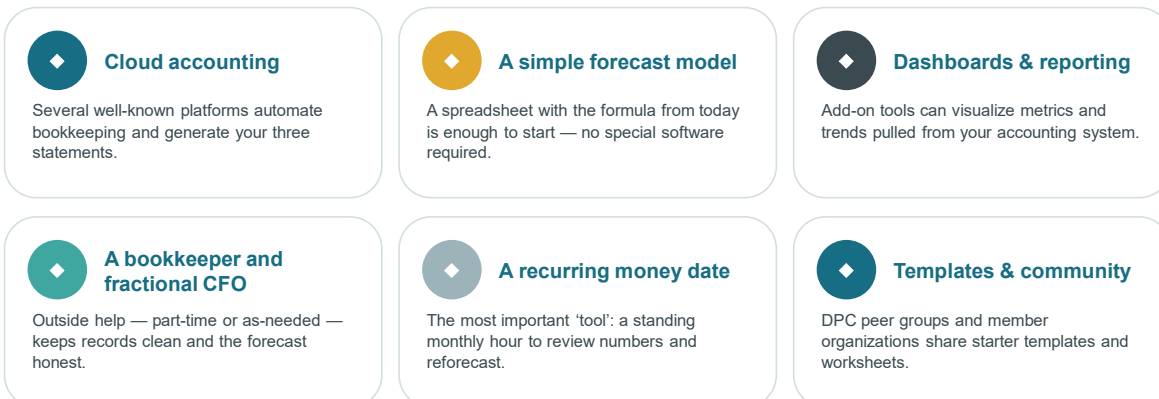 Cloud accounting
Several well-known platforms automate
bookkeeping and generate your three
statements.
A simple forecast model
A spreadsheet with the formula from today
is enough to start — no special software
required.
Dashboards & reporting
Add-on tools can visualize metrics and
trends pulled from your accounting system.
A bookkeeper and
fractional CFO
Outside help — part-time or as-needed —
keeps records clean and the forecast
honest.
A recurring money date
The most important ‘tool’: a standing
monthly hour to review numbers and
reforecast.
Templates & community
DPC peer groups and member
organizations share starter templates and
worksheets.